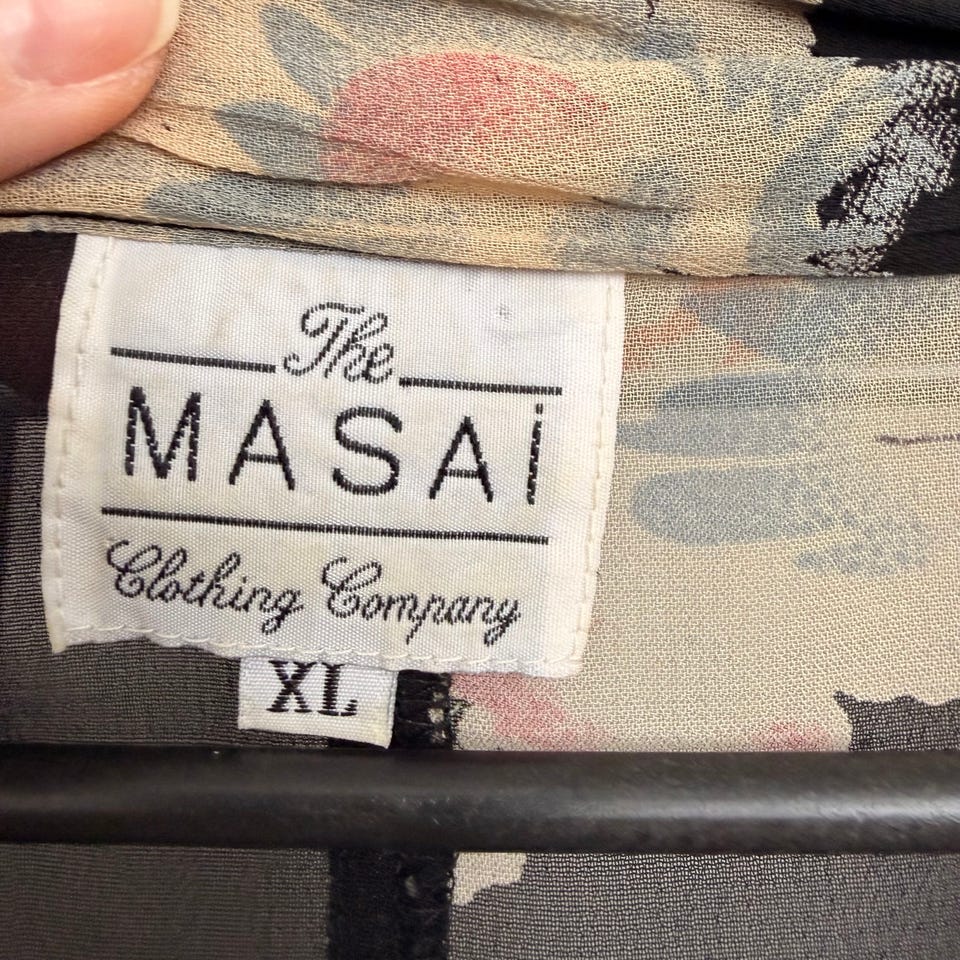 The
MASAi
Clothing Company
XL